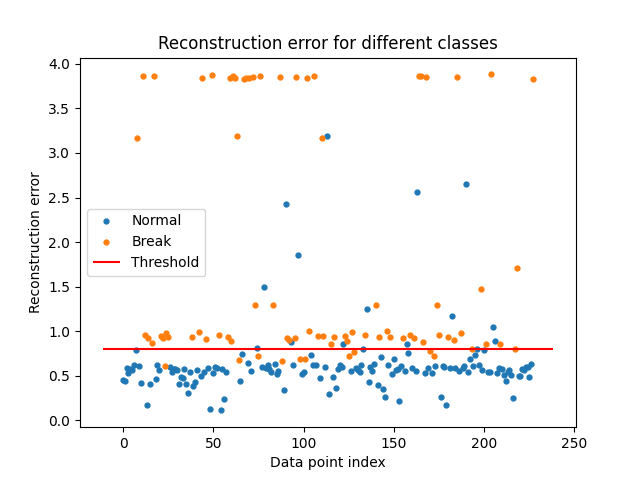 Reconstruction error for different classes
4.0
3.5
3.0
2.5
2.0
1.5
1.0
0.5
0.0
Reconstruction error
Normal
Break
Threshold
0
50
100
150
200
250
Data point index